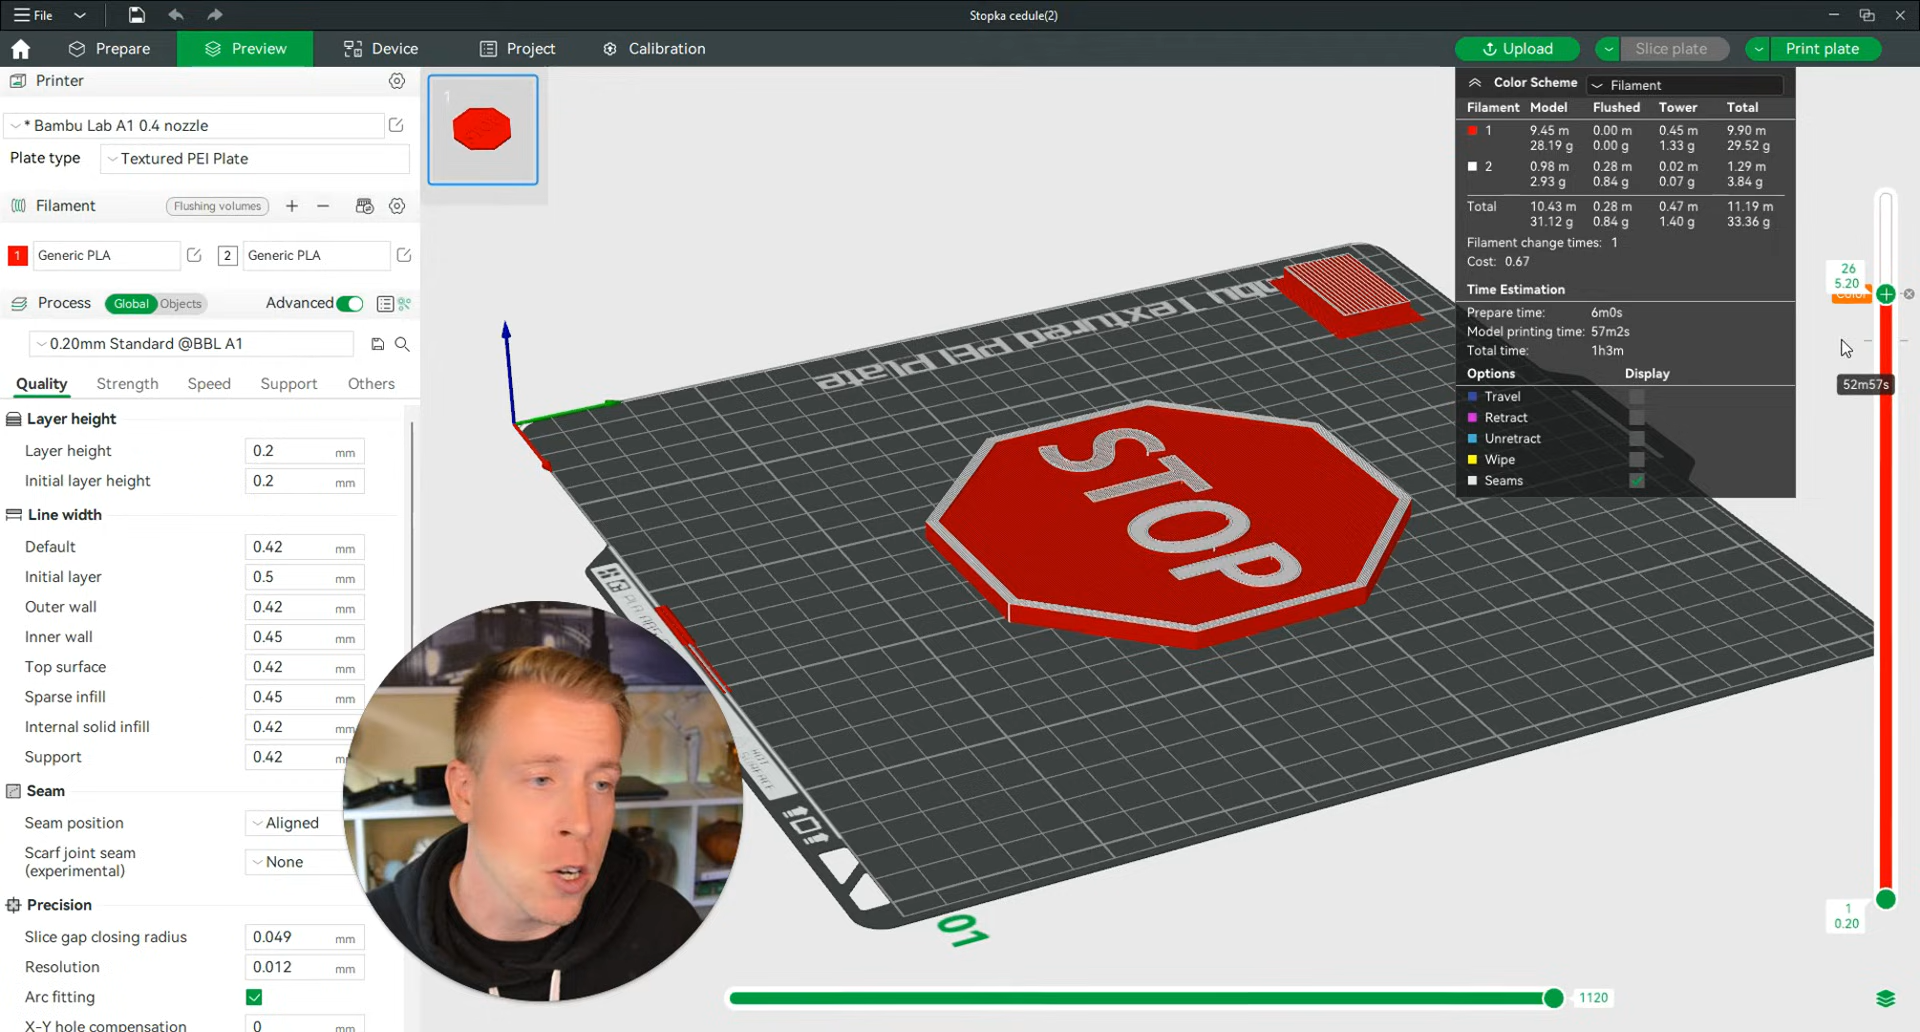 File
Stopka cedule(2)
Prepare
Preview
Device
Project
Calibration
Upload
Slice plate
Print plate
Printer
* Bambu Lab A1 0.4 nozzle
Plate type
Textured PEI Plate
Filament
Flushing volumes
1 Generic PLA
2 Generic PLA
Process
Global
Objects
Advanced
0.20mm Standard @BBL A1
Quality
Strength
Speed
Support
Others
Layer height
Layer height 0.2 mm
Initial layer height 0.2 mm
Line width
Default 0.42 mm
Initial layer 0.5 mm
Outer wall 0.42 mm
Inner wall 0.45 mm
Top surface 0.42 mm
Sparse infill 0.45 mm
Internal solid infill 0.42 mm
Support 0.42
Seam
Seam position Aligned
Scarf joint seam
(experimental)
None
Precision
Slice gap closing radius 0.049 mm
Resolution 0.012 mm
Arc fitting
X-Y hole compensation 0
1
Textured PEI Plate
STOP
01
Color Scheme Filament
Filament Model Flushed Tower Total
1 9.45 m 0.00 m 0.45 m 9.90 m
28.19 g 0.00 g 1.33 g 29.52 g
2 0.98 m 0.28 m 0.02 m 1.29 m
2.93 g 0.84 g 0.07 g 3.84 g
Total 10.43 m 0.28 m 0.47 m 11.19 m
31.12 g 0.84 g 1.40 g 33.36 g
Filament change times: 1
Cost: 0.67
Time Estimation
Prepare time: 6m0s
Model printing time: 57m2s
Total time: 1h3m
Options Display
Travel
Retract
Unretract
Wipe
Seams
26
5.20
Color
52m57s
1
0.20
1120